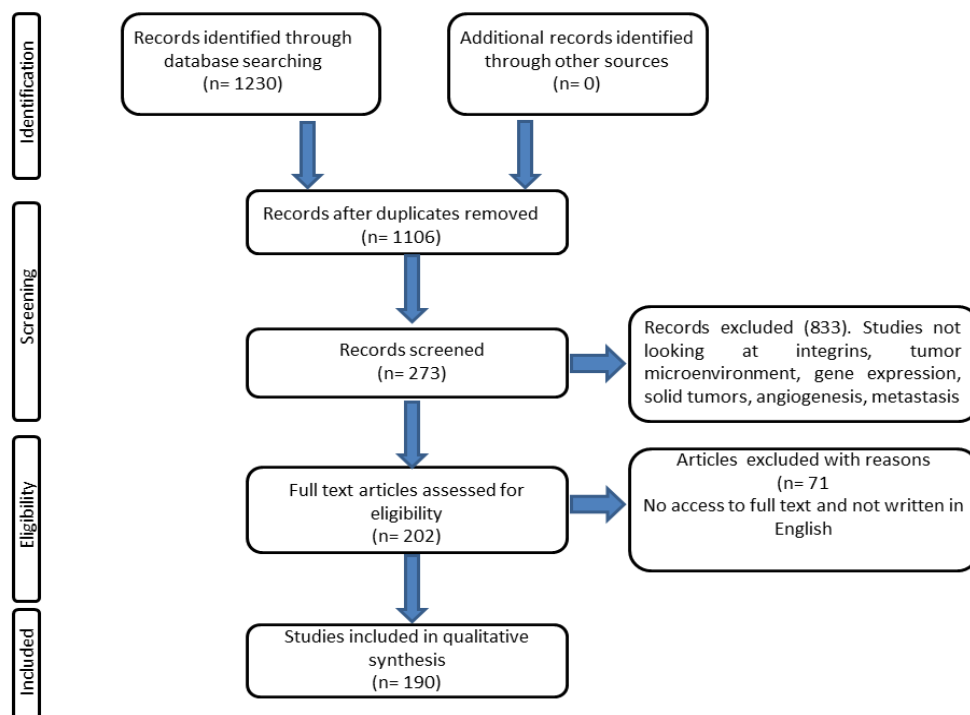 Identification
Records identified through
database searching
(n= 1230)
Additional records identified
through other sources
(n= 0)
Screening
Records after duplicates removed
(n= 1106)
Records screened
(n= 273)
Records excluded (833). Studies not
looking at integrins, tumor
microenvironment, gene expression,
solid tumors, angiogenesis, metastasis
Eligibility
Full text articles assessed for
eligibility
(n= 202)
Articles excluded with reasons
(n= 71
No access to full text and not written in
English
Included
Studies included in qualitative
synthesis
(n= 190)